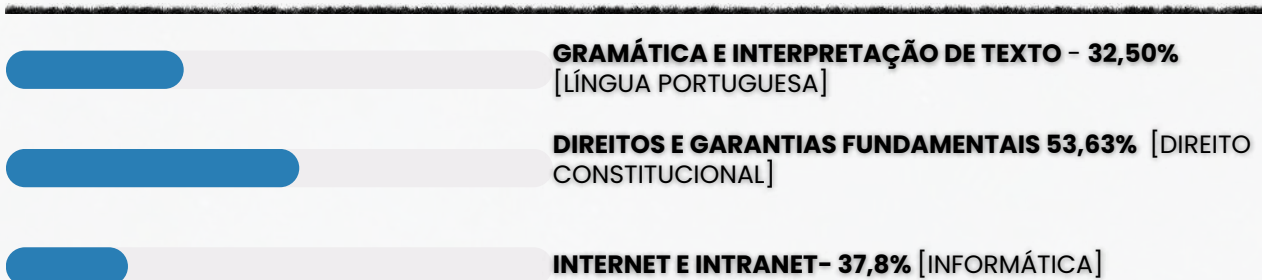 GRAMÁTICA E INTERPRETAÇÃO DE TEXTO - 32,50%
[LÍNGUA PORTUGUESA]
DIREITOS E GARANTIAS FUNDAMENTAIS 53,63% [DIREITO
CONSTITUCIONAL]
INTERNET E INTRANET- 37,8% [INFORMÁTICA]